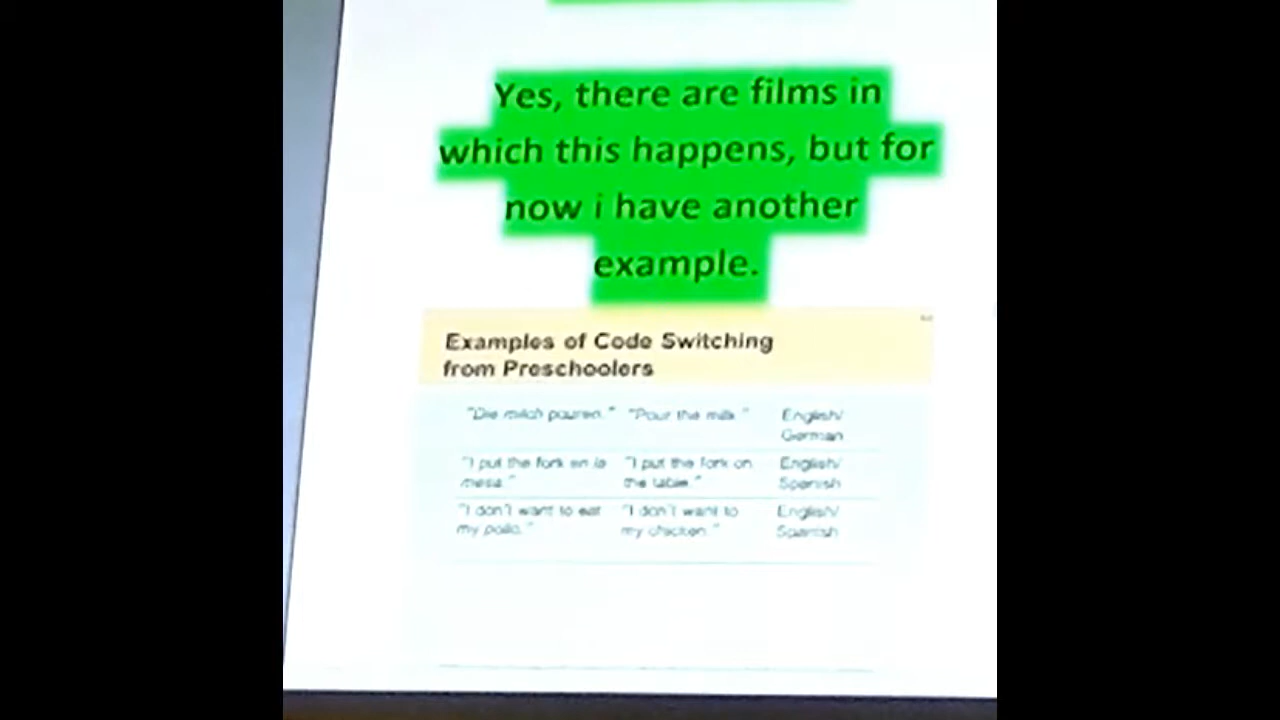 Yes, there are films in
which this happens, but for
now i have another
example.
Examples of Code Switching
from Preschoolers
"Die milch pouren." "Pour the milk." English/
German
"I put the fork en la "I put the fork on English/
mesa." the table." Spanish
"I don't want to eat "I don't want to English/
my pollo." my chicken." Spanish